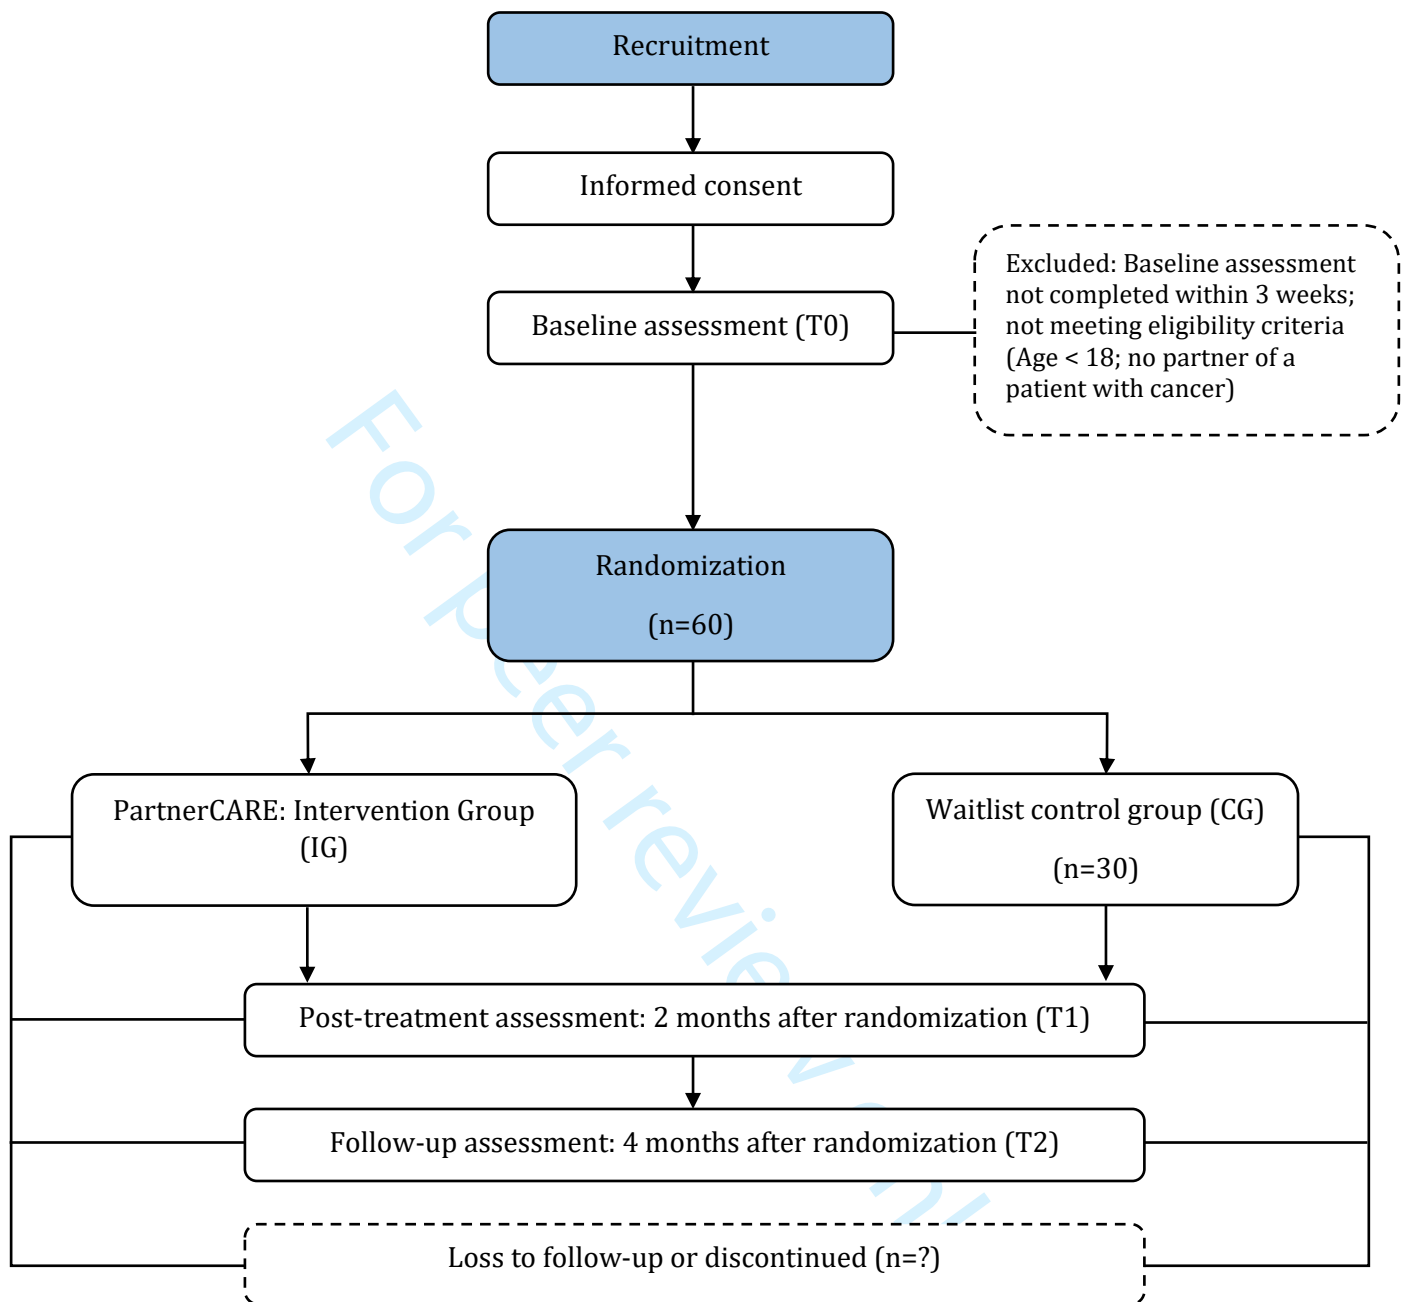 Recruitment
Informed consent
Baseline assessment (T0)
Excluded: Baseline assessment
not completed within 3 weeks;
not meeting eligibility criteria
(Age < 18; no partner of a
patient with cancer)
Randomization
(n=60)
PartnerCARE: Intervention Group
(IG)
Waitlist control group (CG)
(n=30)
Post-treatment assessment: 2 months after randomization (T1)
Follow-up assessment: 4 months after randomization (T2)
Loss to follow-up or discontinued (n=?)
For peer review